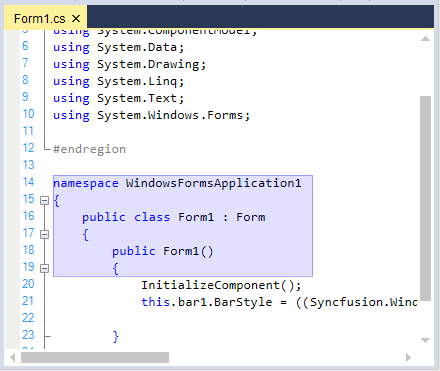 Form1.cs ×
5 using System.ComponentModel;
6 using System.Data;
7 using System.Drawing;
8 using System.Linq;
9 using System.Text;
10 using System.Windows.Forms;
11
12 #endregion
13
14 namespace WindowsFormsApplication1
15 {
16 public class Form1 : Form
17 {
18 public Form1()
19 {
20 InitializeComponent();
21 this.bar1.BarStyle = ((Syncfusion.Wind
22
23 }